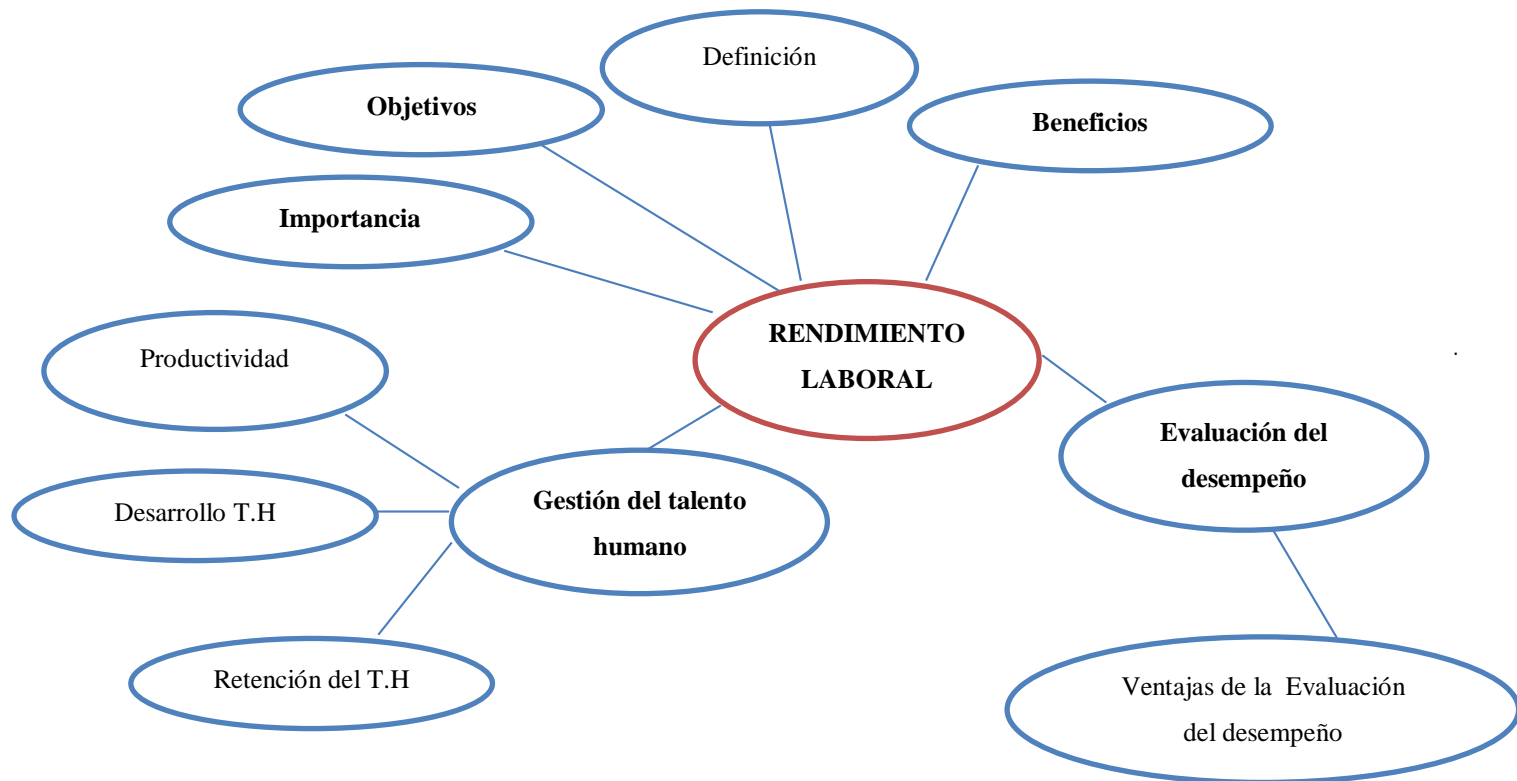 Definición
Objetivos
Beneficios
Importancia
RENDIMIENTO
LABORAL
Productividad
.
Evaluación del
desempeño
Gestión del talento
humano
Desarrollo T.H
Retención del T.H
Ventajas de la  Evaluación
del desempeño